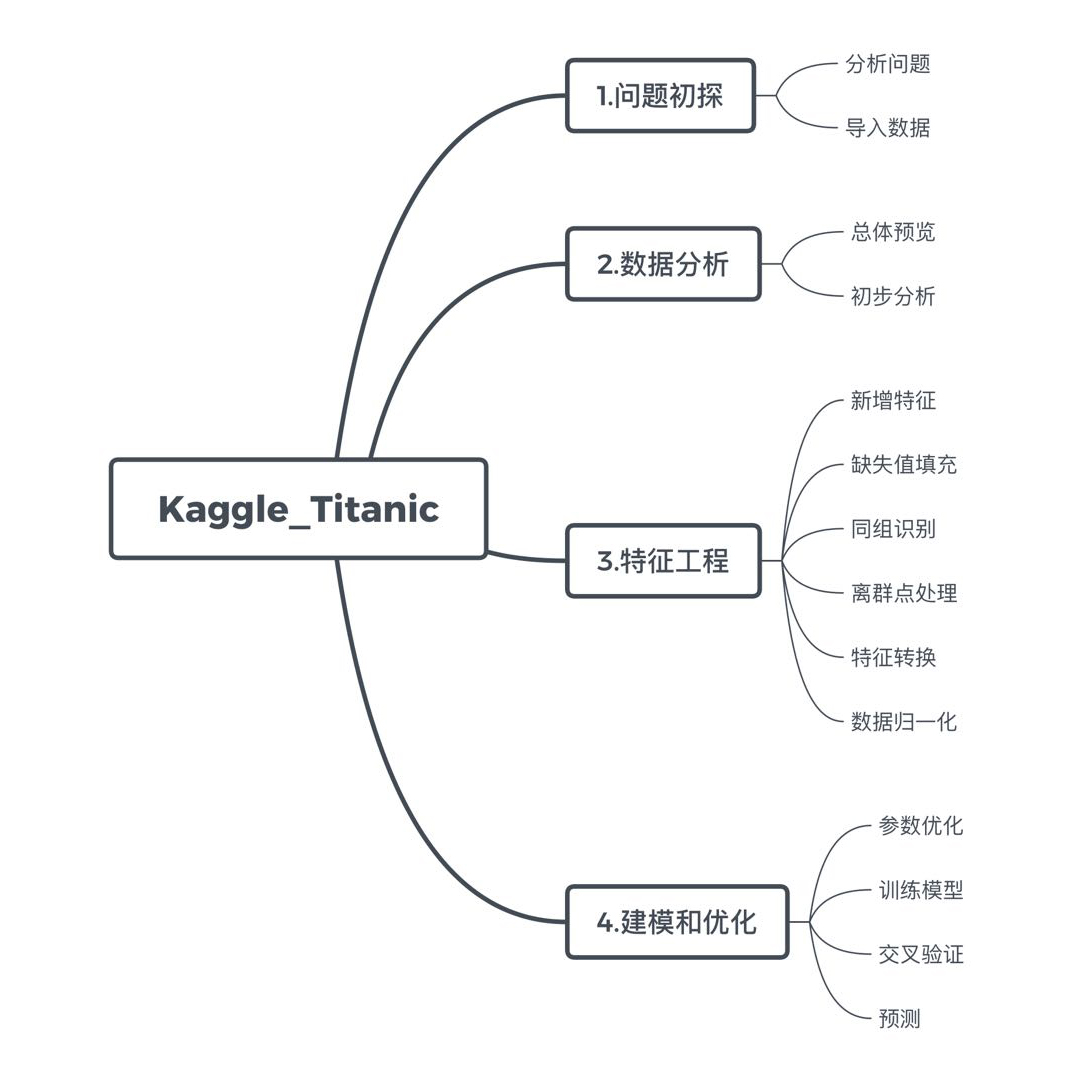 Kaggle_Titanic
1.问题初探
分析问题
导入数据
2.数据分析
总体预览
初步分析
3.特征工程
新增特征
缺失值填充
同组识别
离群点处理
特征转换
数据归一化
4.建模和优化
参数优化
训练模型
交叉验证
预测